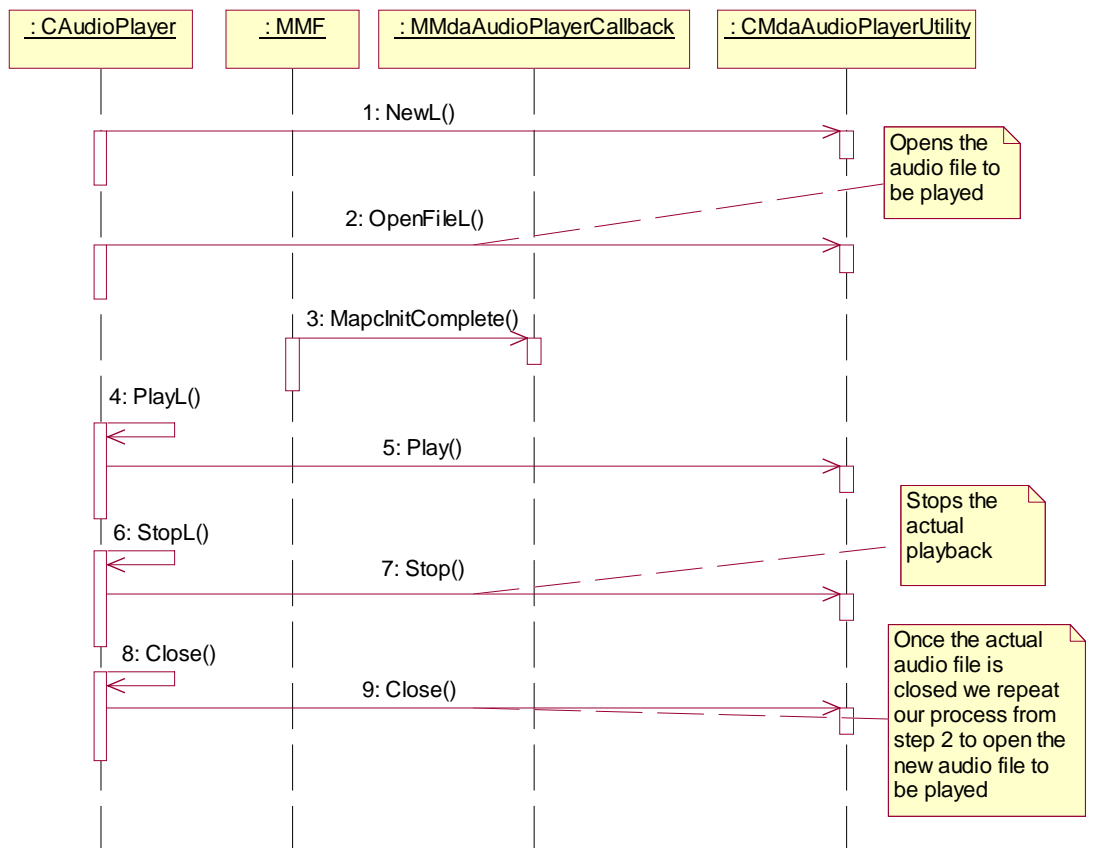 : CAudioPlayer
: MMF
: MMdaAudioPlayerCallback
: CMdaAudioPlayerUtility
1: NewL()
Opens the
audio file to
be played
2: OpenFileL()
3: MapcInitComplete()
4: PlayL()
5: Play()
Stops the
actual
playback
6: StopL()
7: Stop()
Once the actual
audio file is
closed we repeat
our process from
step 2 to open the
new audio file to
be played
8: Close()
9: Close()